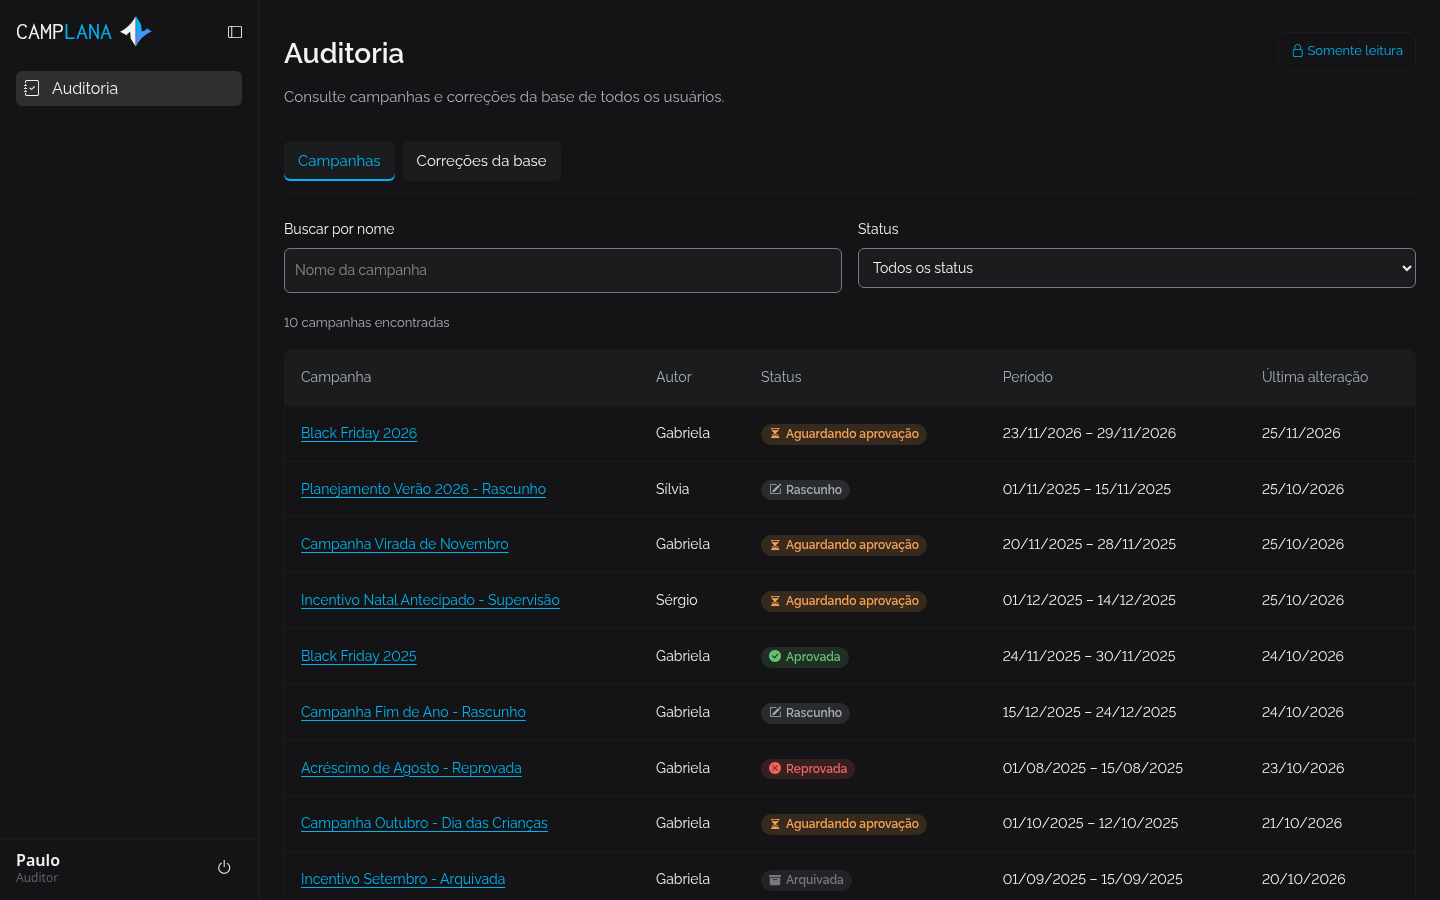 CAMPLANA
Auditoria
Auditoria
Somente leitura
Consulte campanhas e correções da base de todos os usuários.
Campanhas
Correções da base
Buscar por nome
Status
Nome da campanha
Todos os status
10 campanhas encontradas
Campanha Autor Status Período Última alteração
Black Friday 2026 Gabriela Aguardando aprovação 23/11/2026 – 29/11/2026 25/11/2026
Planejamento Verão 2026 - Rascunho Sílvia Rascunho 01/11/2025 – 15/11/2025 25/10/2026
Campanha Virada de Novembro Gabriela Aguardando aprovação 20/11/2025 – 28/11/2025 25/10/2026
Incentivo Natal Antecipado - Supervisão Sérgio Aguardando aprovação 01/12/2025 – 14/12/2025 25/10/2026
Black Friday 2025 Gabriela Aprovada 24/11/2025 – 30/11/2025 24/10/2026
Campanha Fim de Ano - Rascunho Gabriela Rascunho 15/12/2025 – 24/12/2025 24/10/2026
Acréscimo de Agosto - Reprovada Gabriela Reprovada 01/08/2025 – 15/08/2025 23/10/2026
Campanha Outubro - Dia das Crianças Gabriela Aguardando aprovação 01/10/2025 – 12/10/2025 21/10/2026
Incentivo Setembro - Arquivada Gabriela Arquivada 01/09/2025 – 15/09/2025 20/10/2026
Paulo
Auditor